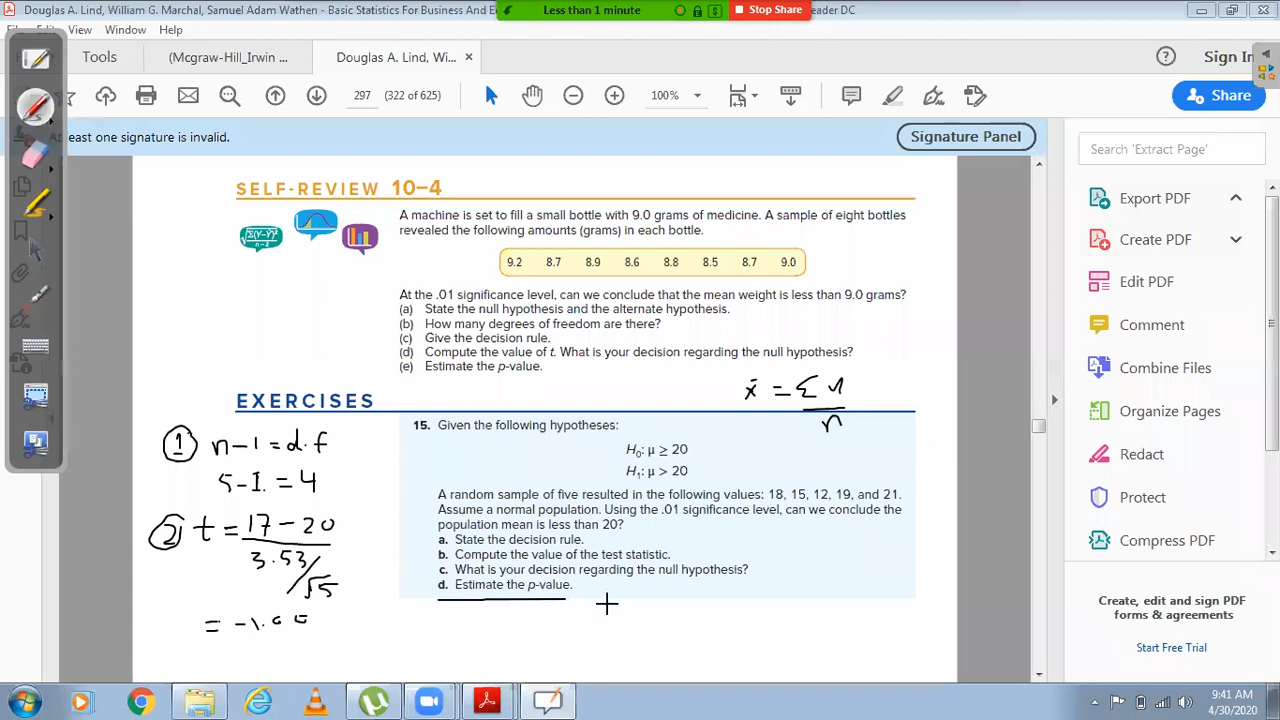 Douglas A. Lind, William G. Marchal, Samuel Adam Wathen - Basic Statistics For Business And E
Less than 1 minute
Stop Share
eader DC
View Window Help
Tools
(Mcgraw-Hill_Irwin ...
Douglas A. Lind, Wi... ×
Sign In
297 (322 of 625)
100%
Share
At least one signature is invalid.
Signature Panel
Search 'Extract Page'
Export PDF
Create PDF
Edit PDF
Comment
Combine Files
Organize Pages
Redact
Protect
Compress PDF
Create, edit and sign PDF
forms & agreements
Start Free Trial
SELF-REVIEW 10–4
A machine is set to fill a small bottle with 9.0 grams of medicine. A sample of eight bottles
revealed the following amounts (grams) in each bottle.
9.2 8.7 8.9 8.6 8.8 8.5 8.7 9.0
At the .01 significance level, can we conclude that the mean weight is less than 9.0 grams?
(a) State the null hypothesis and the alternate hypothesis.
(b) How many degrees of freedom are there?
(c) Give the decision rule.
(d) Compute the value of t. What is your decision regarding the null hypothesis?
(e) Estimate the p-value.
EXERCISES
15. Given the following hypotheses:
H₀: μ ≥ 20
H₁: μ > 20
A random sample of five resulted in the following values: 18, 15, 12, 19, and 21.
Assume a normal population. Using the .01 significance level, can we conclude the
population mean is less than 20?
a. State the decision rule.
b. Compute the value of the test statistic.
c. What is your decision regarding the null hypothesis?
d. Estimate the p-value.
1 n-1 = d.f
5-1. = 4
2 t = 17-20
3.53/√5
n
9:41 AM
4/30/2020